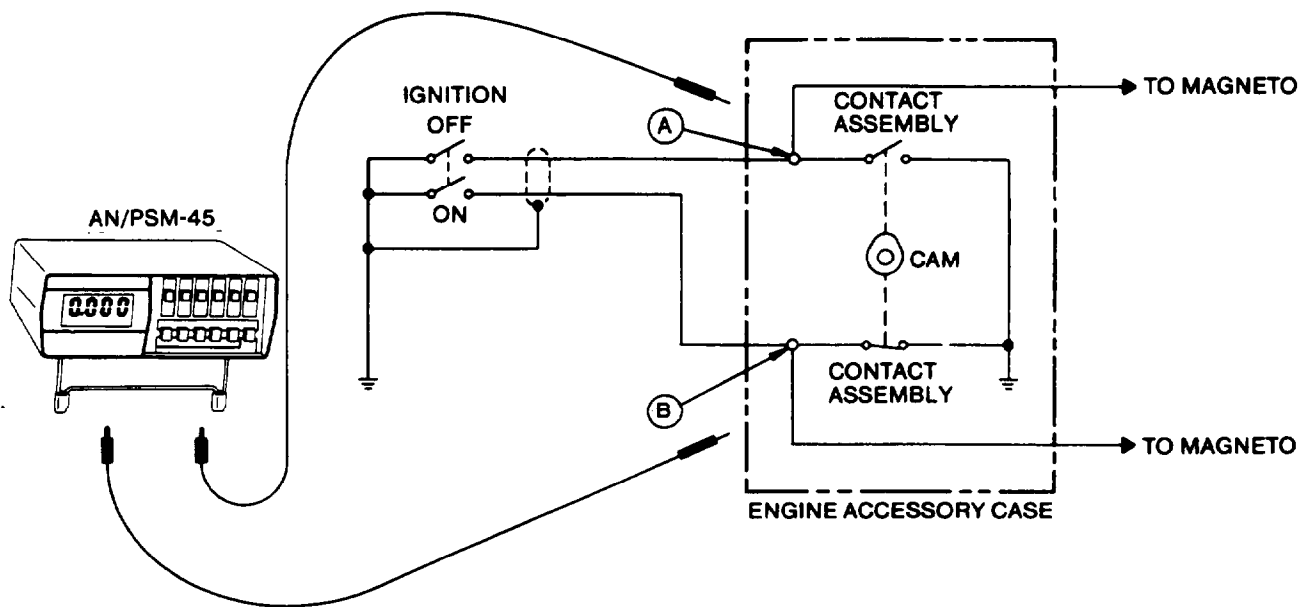 IGNITION
OFF
ON
AN/PSM-45
0.000
A
CONTACT
ASSEMBLY
TO MAGNETO
CAM
B
CONTACT
ASSEMBLY
TO MAGNETO
ENGINE ACCESSORY CASE